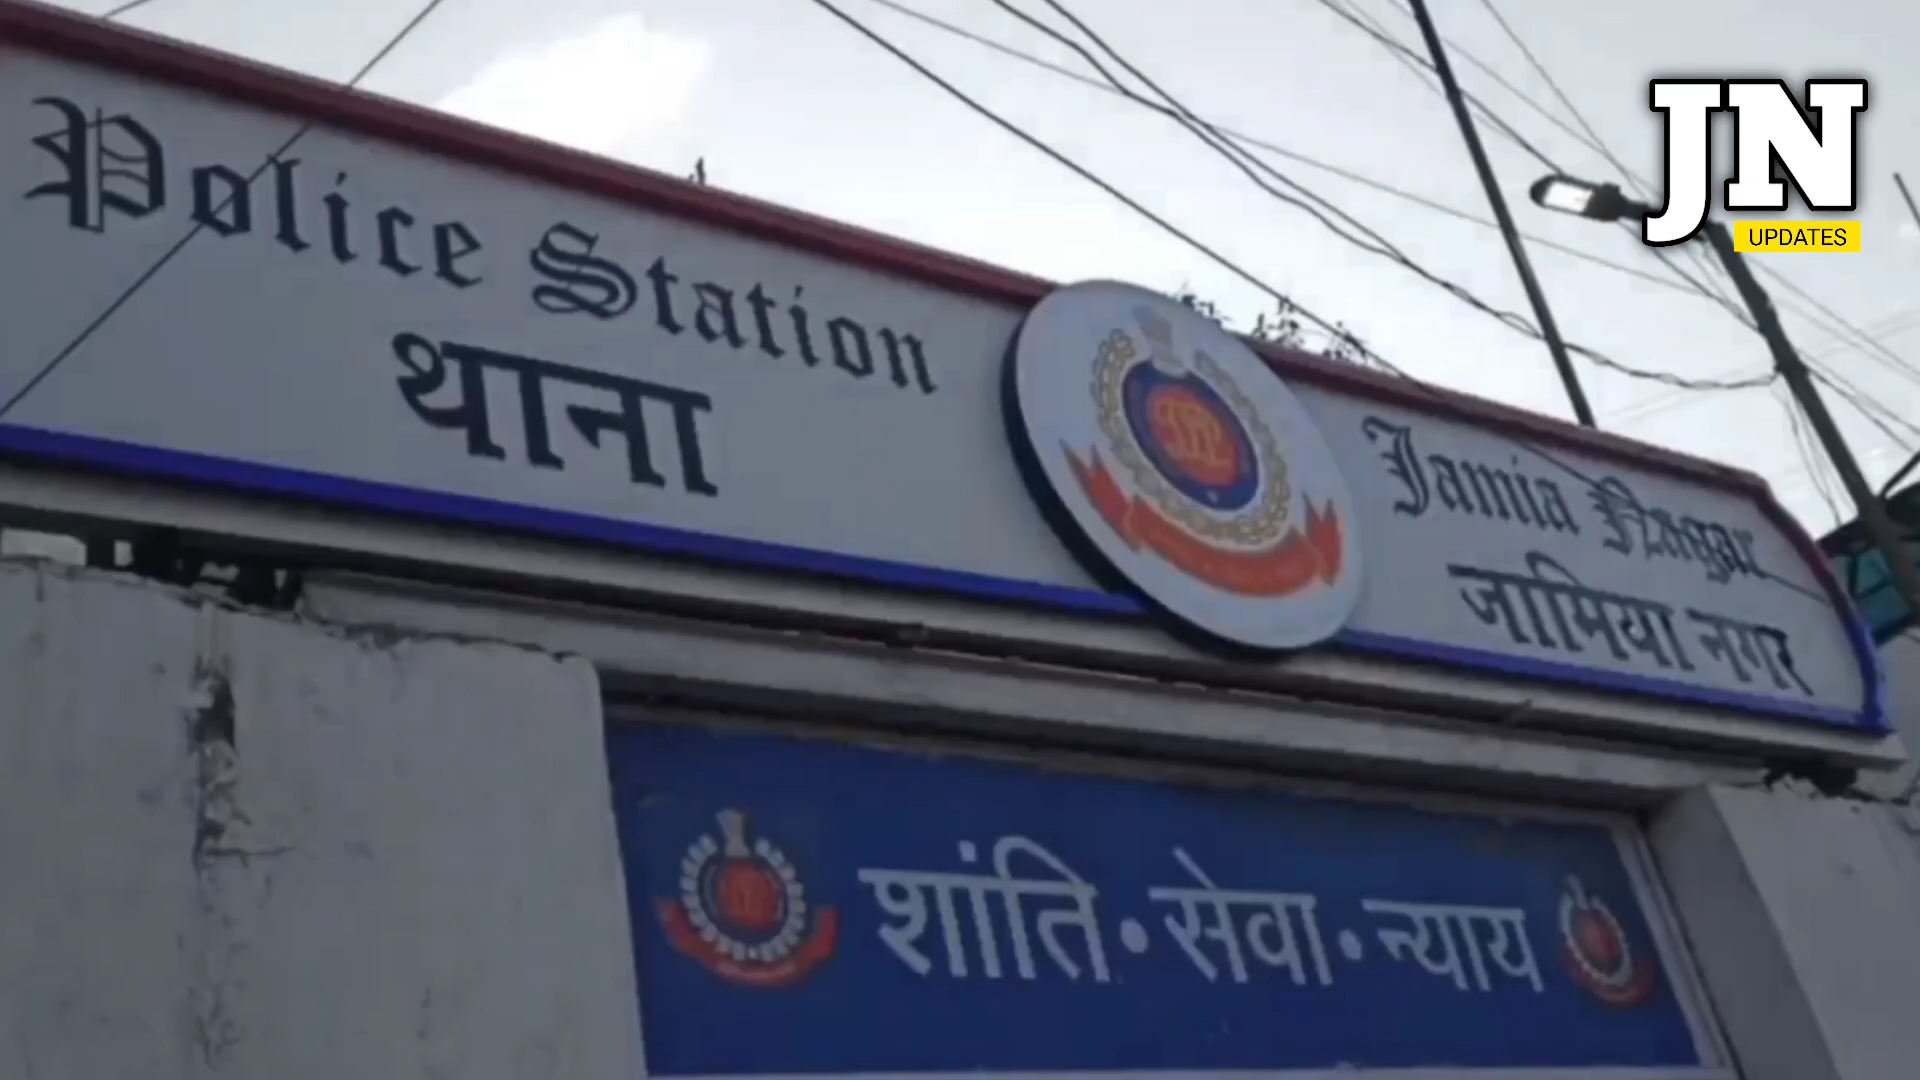 Police Station
थाना
Jamia Nagar
जामिया नगर
शांति • सेवा • न्याय
JN
UPDATES